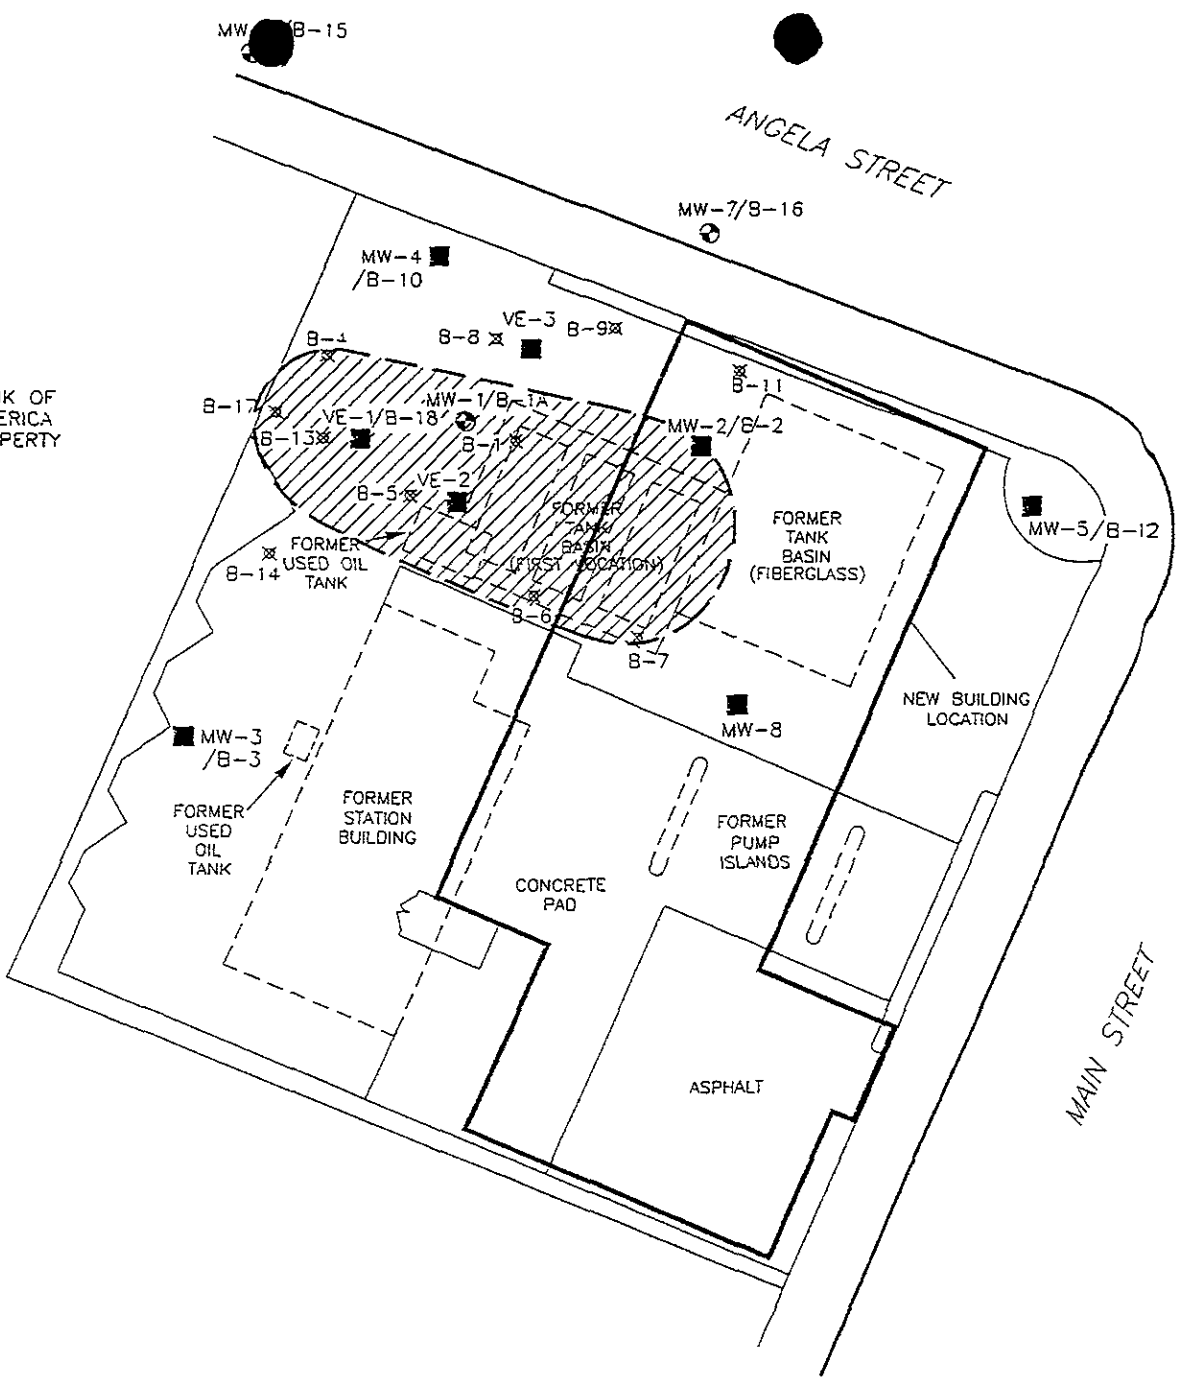 MW B-15
ANGELA STREET
MW-7/B-16
MW-4
/B-10
VE-3
B-8
B-9
B-4
B-11
NK OF
ERICA
PERTY
B-17
MW-1/B-1A
VE-1/B-18
B-13
B-1
MW-2/B-2
B-5
VE-2
FORMER
TANK
BASIN
(FIRST LOCATION)
FORMER
TANK
BASIN
(FIBERGLASS)
MW-5/B-12
B-14
FORMER
USED OIL
TANK
B-6
B-7
NEW BUILDING
LOCATION
MW-8
MW-3
/B-3
FORMER
USED
OIL
TANK
FORMER
STATION
BUILDING
FORMER
PUMP
ISLANDS
CONCRETE
PAD
ASPHALT
MAIN STREET